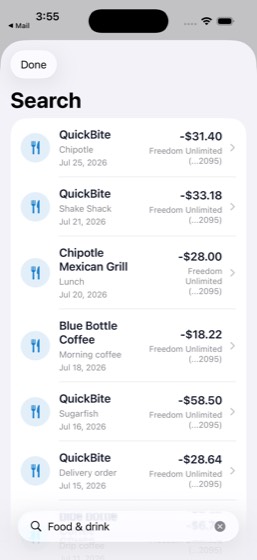 3:55
Mail
Done
Search
QuickBite
Chipotle
Jul 25, 2026
-$31.40
Freedom Unlimited
(...2095)
QuickBite
Shake Shack
Jul 21, 2026
-$33.18
Freedom Unlimited
(...2095)
Chipotle
Mexican Grill
Lunch
Jul 20, 2026
-$28.00
Freedom
Unlimited
(...2095)
Blue Bottle
Coffee
Morning coffee
Jul 18, 2026
-$18.22
Freedom Unlimited
(...2095)
QuickBite
Sugarfish
Jul 16, 2026
-$58.50
Freedom Unlimited
(...2095)
QuickBite
Delivery order
Jul 15, 2026
-$28.64
Freedom Unlimited
(...2095)
Food & drink